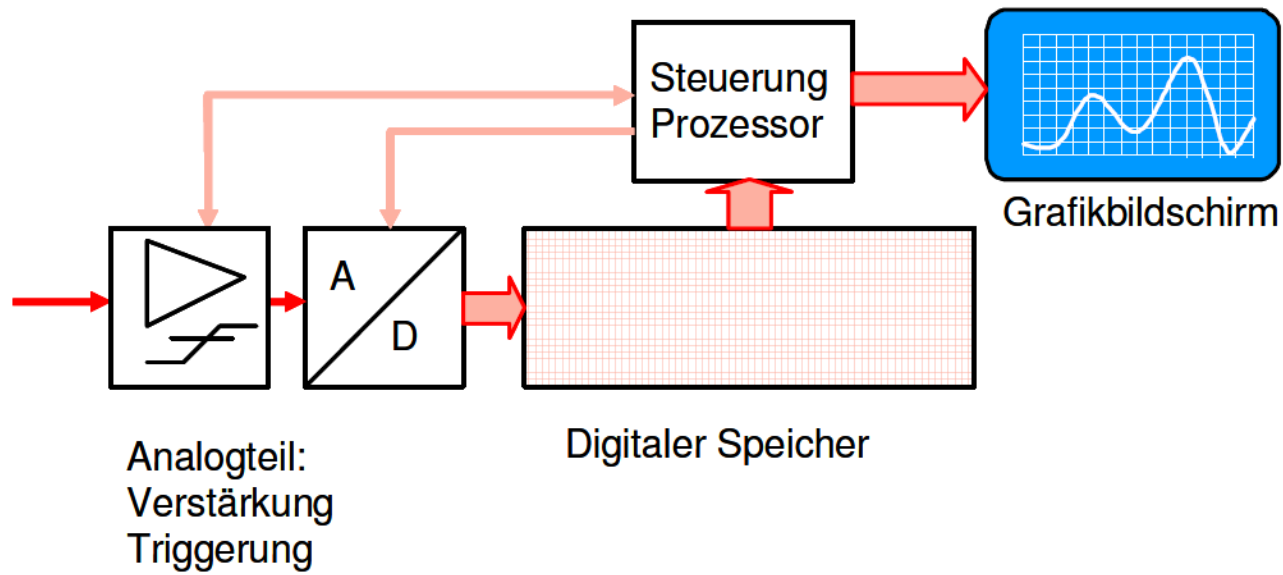 Steuerung
Prozessor
Grafikbildschirm
A
D
Digitaler Speicher
Analogteil:
Verstärkung
Triggerung